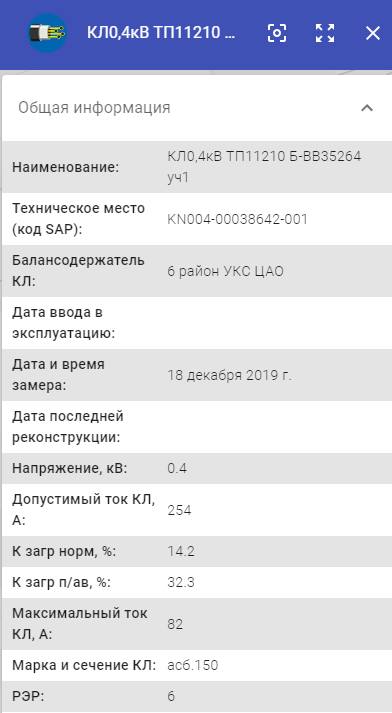 КЛ0,4кВ ТП11210 ...
Общая информация
Наименование: КЛ0,4кВ ТП11210 Б-ВВ35264
уч1
Техническое место
(код SAP): KN004-00038642-001
Балансодержатель
КЛ: 6 район УКС ЦАО
Дата ввода в
эксплуатацию:
Дата и время
замера: 18 декабря 2019 г.
Дата последней
реконструкции:
Напряжение, кВ: 0.4
Допустимый ток КЛ,
А: 254
К загр норм, %: 14.2
К загр п/ав, %: 32.3
Максимальный ток
КЛ, А: 82
Марка и сечение КЛ: асб.150
РЭР: 6